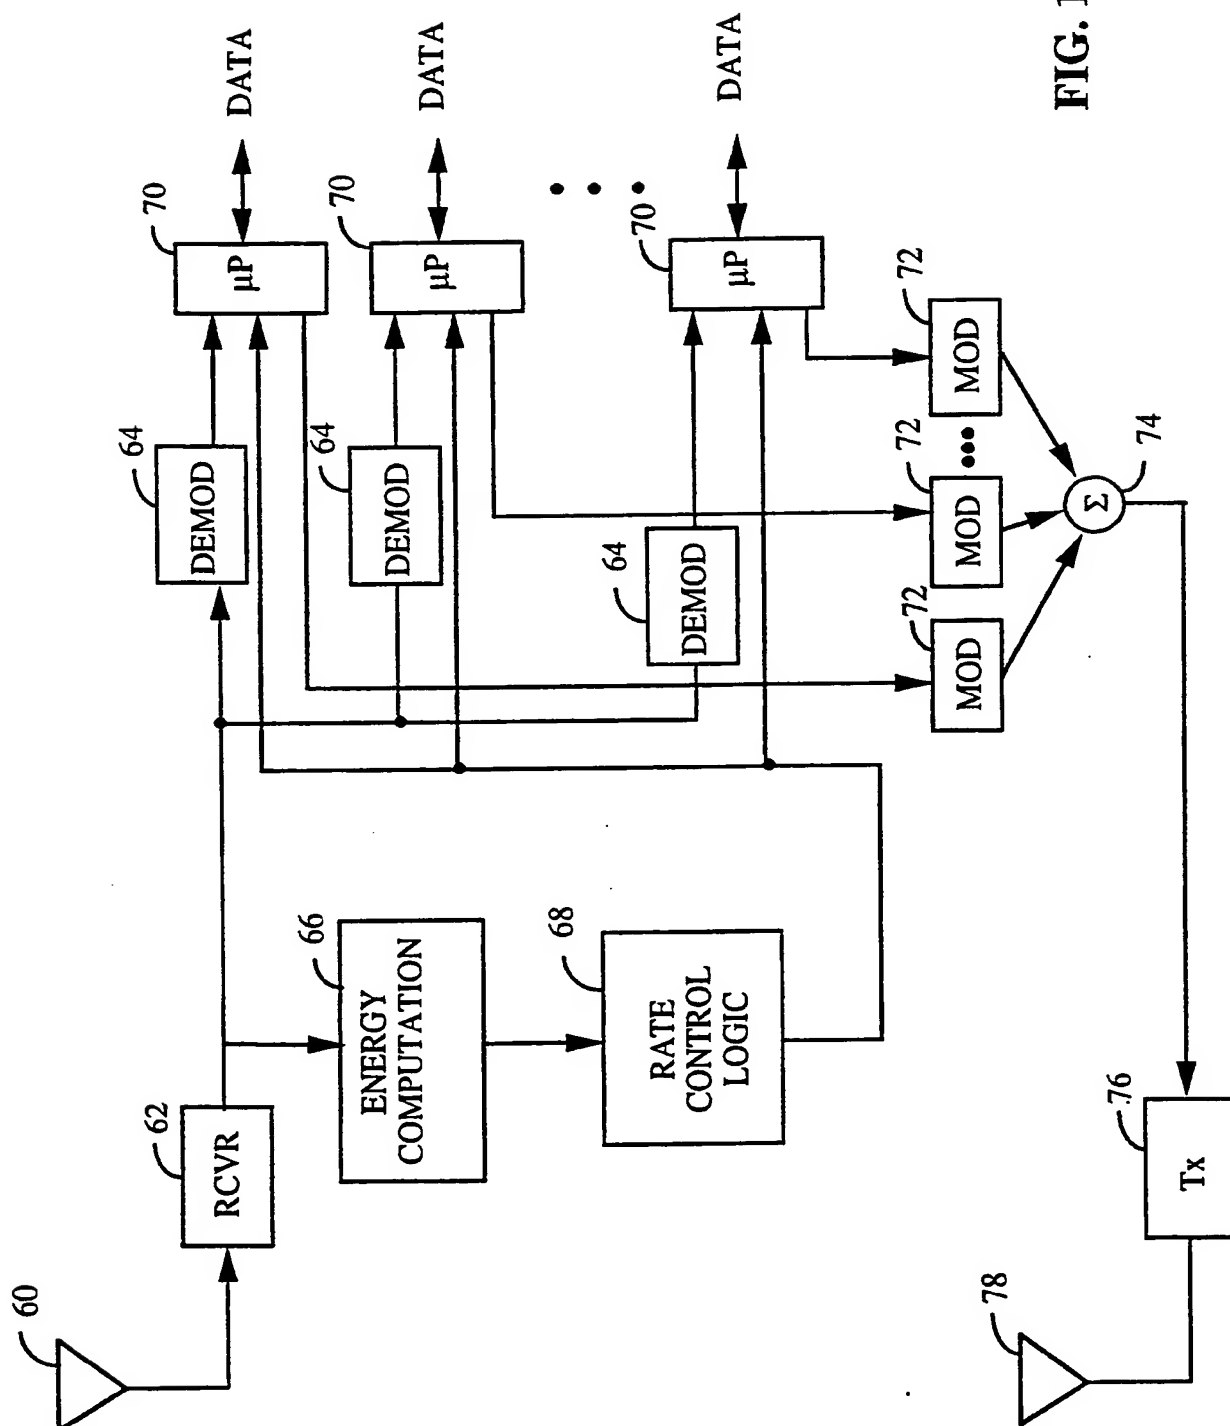 60
RCVR
62
ENERGY
COMPUTATION
66
RATE
CONTROL
LOGIC
68
DEMOD
64
DEMOD
64
DEMOD
64
µP
70
DATA
µP
70
DATA
µP
70
DATA
MOD
72
MOD
72
MOD
72
Σ
74
Tx
76
78
FIG. 1